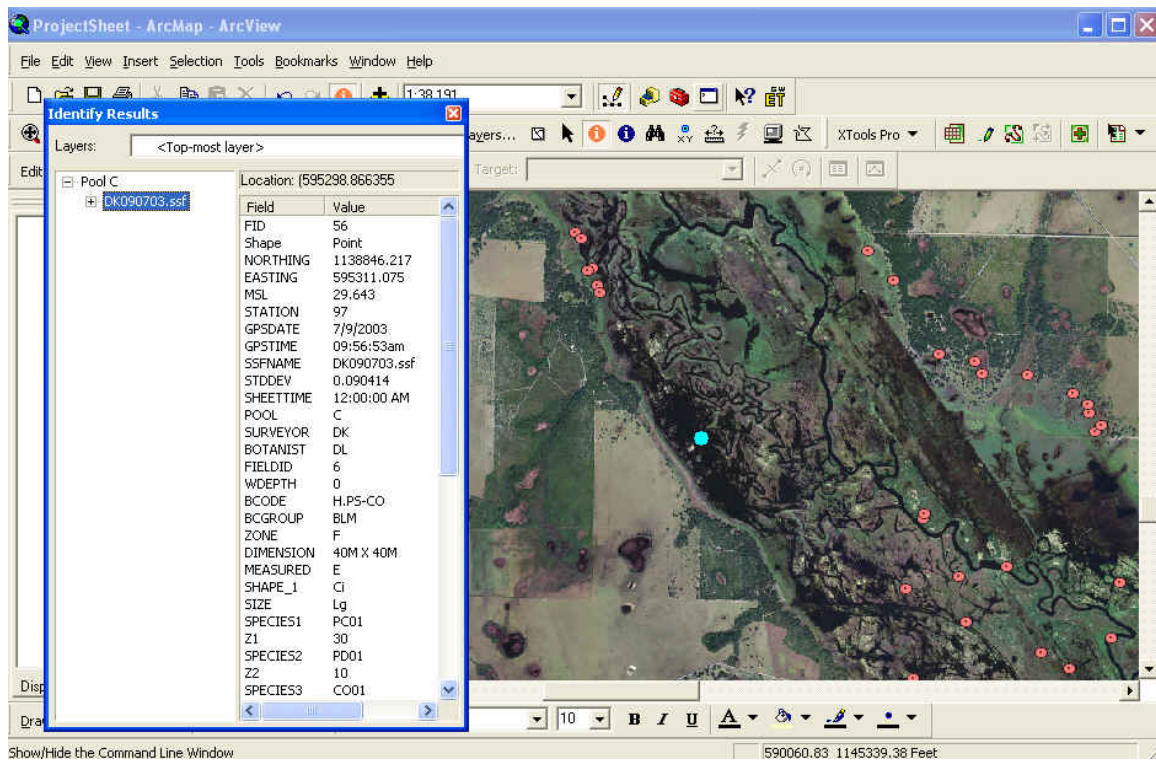 ProjectSheet - ArcMap - ArcView
File Edit View Insert Selection Tools Bookmarks Window Help
1:38,191
Identify Results
Layers: <Top-most layer>
ayers...
XTools Pro
Edit
Target:
Pool C
DK090703.ssf
Location: (595298.866355
Field Value
FID 56
Shape Point
NORTHING 1138846.217
EASTING 595311.075
MSL 29.643
STATION 97
GPSDATE 7/9/2003
GPSTIME 09:56:53am
SSFNAME DK090703.ssf
STDDEV 0.090414
SHEETTIME 12:00:00 AM
POOL C
SURVEYOR DK
BOTANIST DL
FIELDID 6
WDEPTH 0
BCODE H.PS-CO
BCGROUP BLM
ZONE F
DIMENSION 40M X 40M
MEASURED E
SHAPE_1 Ci
SIZE Lg
SPECIES1 PC01
Z1 30
SPECIES2 PD01
Z2 10
SPECIES3 CO01
Disp
Dra
10 B I U A
Show/Hide the Command Line Window
590060.83 1145339.38 Feet